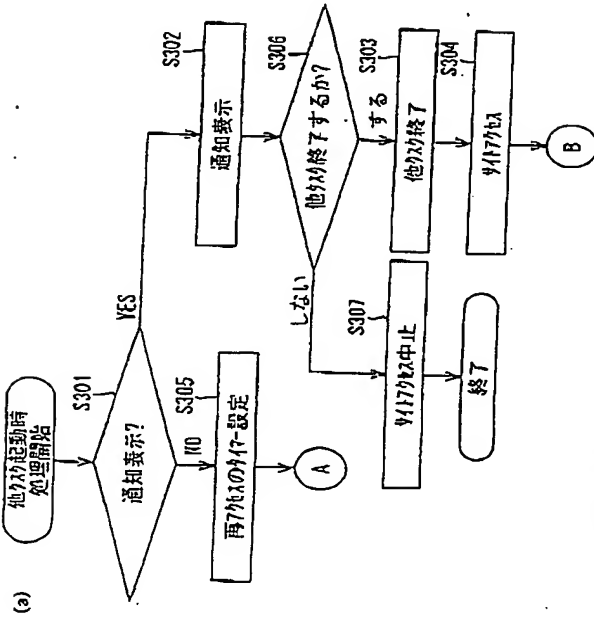 (a)
他タスク起動時
処理開始
S301
通知表示?
YES
NO
S305
再アクセスのタイマー設定
A
S302
通知表示
S306
他タスク終了するか?
しない
する
S307
サイトアクセス中止
終了
S303
他タスク終了
S304
サイトアクセス
B